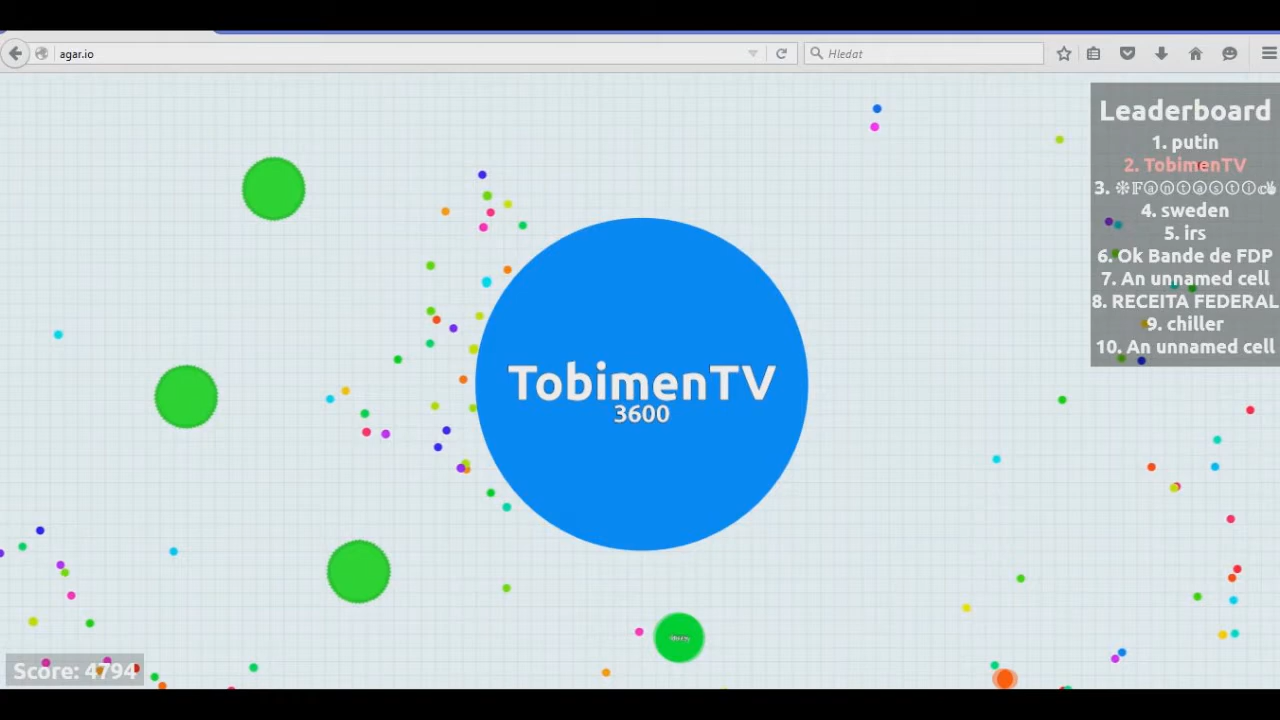 agar.io
Hledat
Leaderboard
1. putin
2. TobimenTV
4. sweden
5. irs
6. Ok Bande de FDP
7. An unnamed cell
8. RECEITA FEDERAL
9. chiller
10. An unnamed cell
TobimenTV
3600
Score: 4794